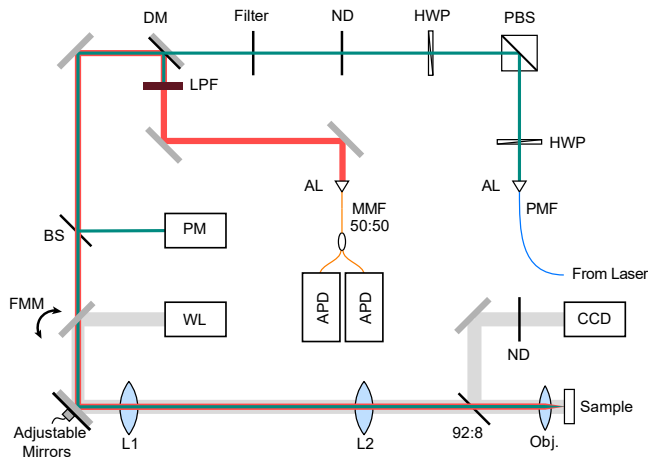 DM
Filter
ND
HWP
PBS
LPF
HWP
AL
MMF
50:50
AL
PMF
BS
PM
From Laser
FMM
WL
APD
APD
CCD
ND
Adjustable
Mirrors
L1
L2
92:8
Obj.
Sample